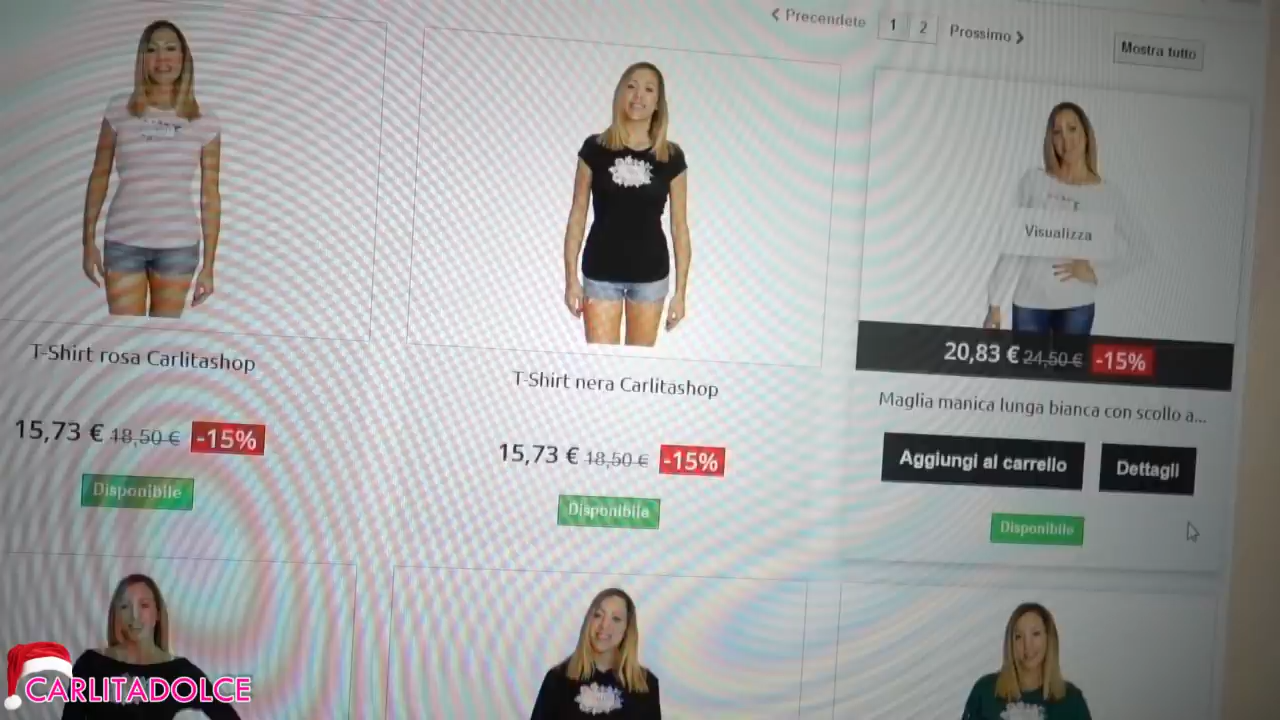 Precendete 1 2 Prossimo
Mostra tutto
Visualizza
T-Shirt rosa Carlitashop
15,73 € 18,50 € -15%
Disponibile
T-Shirt nera Carlitashop
15,73 € 18,50 € -15%
Disponibile
20,83 € 24,50 € -15%
Maglia manica lunga bianca con scollo a...
Aggiungi al carrello
Dettagli
Disponibile
CARLITADOLCE